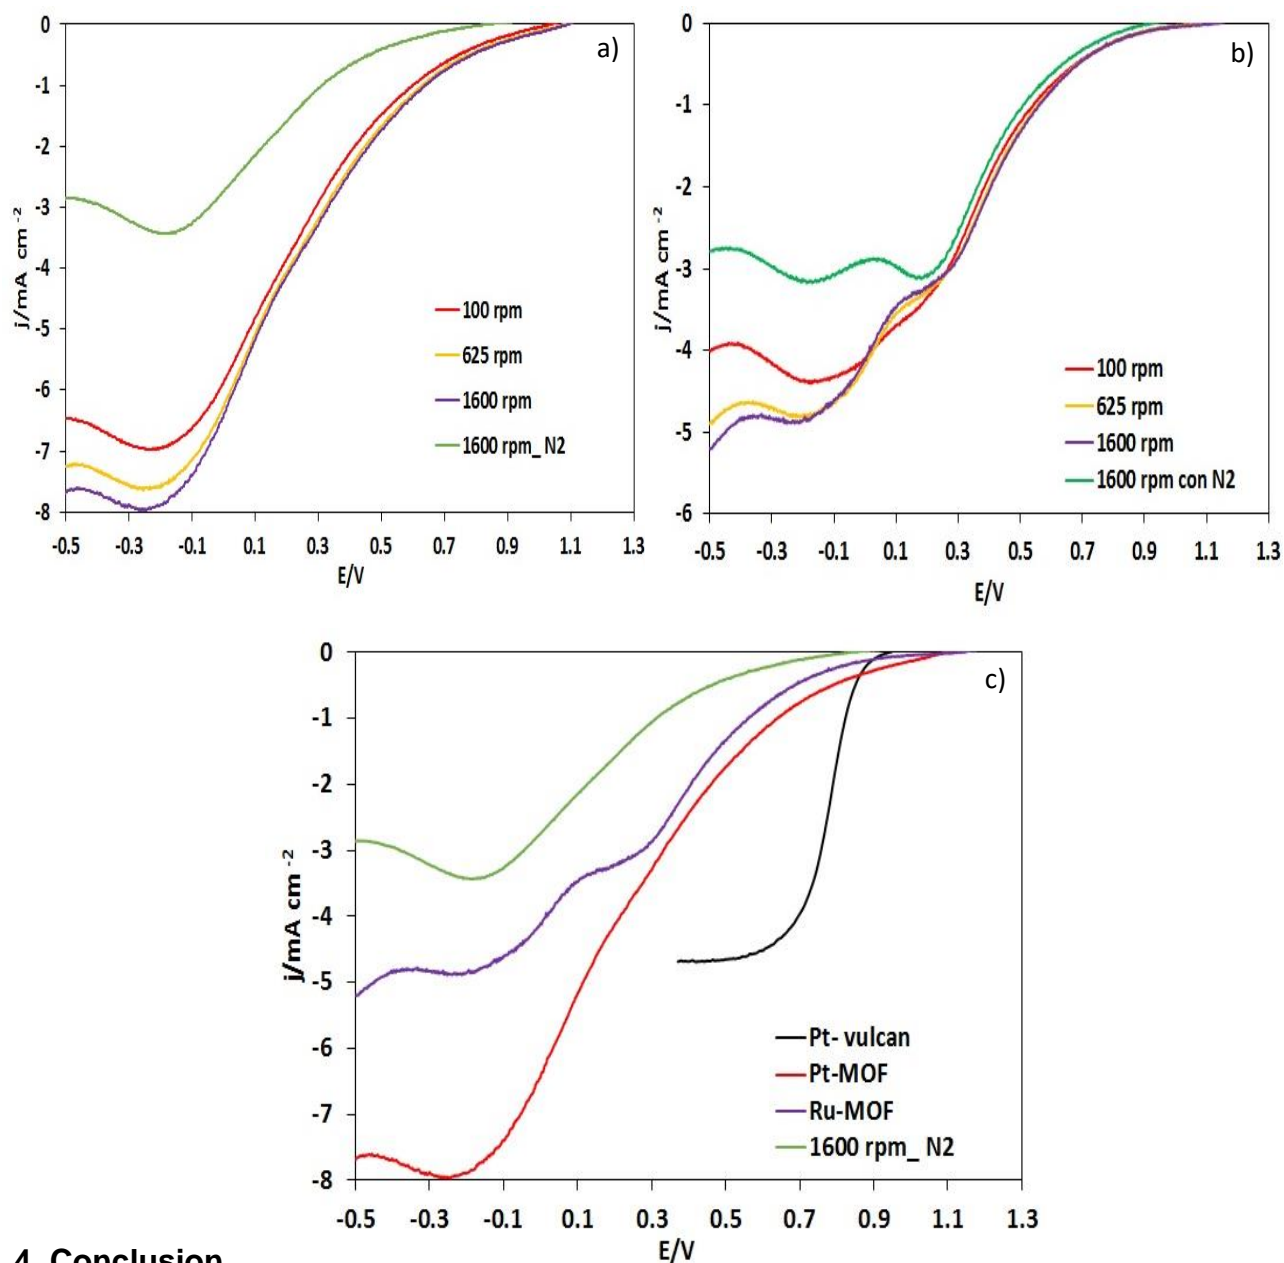 a)
0
-1
-2
-3
-4
-5
-6
-7
-8
j/mA cm -2
100 rpm
625 rpm
1600 rpm
1600 rpm_ N2
-0.5 -0.3 -0.1 0.1 0.3 0.5 0.7 0.9 1.1 1.3
E/V
b)
0
-1
-2
-3
-4
-5
-6
j/mA cm -2
100 rpm
625 rpm
1600 rpm
1600 rpm con N2
-0.5 -0.3 -0.1 0.1 0.3 0.5 0.7 0.9 1.1 1.3
E/V
c)
0
-1
-2
-3
-4
-5
-6
-7
-8
j/mA cm -2
Pt- vulcan
Pt-MOF
Ru-MOF
1600 rpm_ N2
-0.5 -0.3 -0.1 0.1 0.3 0.5 0.7 0.9 1.1 1.3
E/V
4. Conclusion